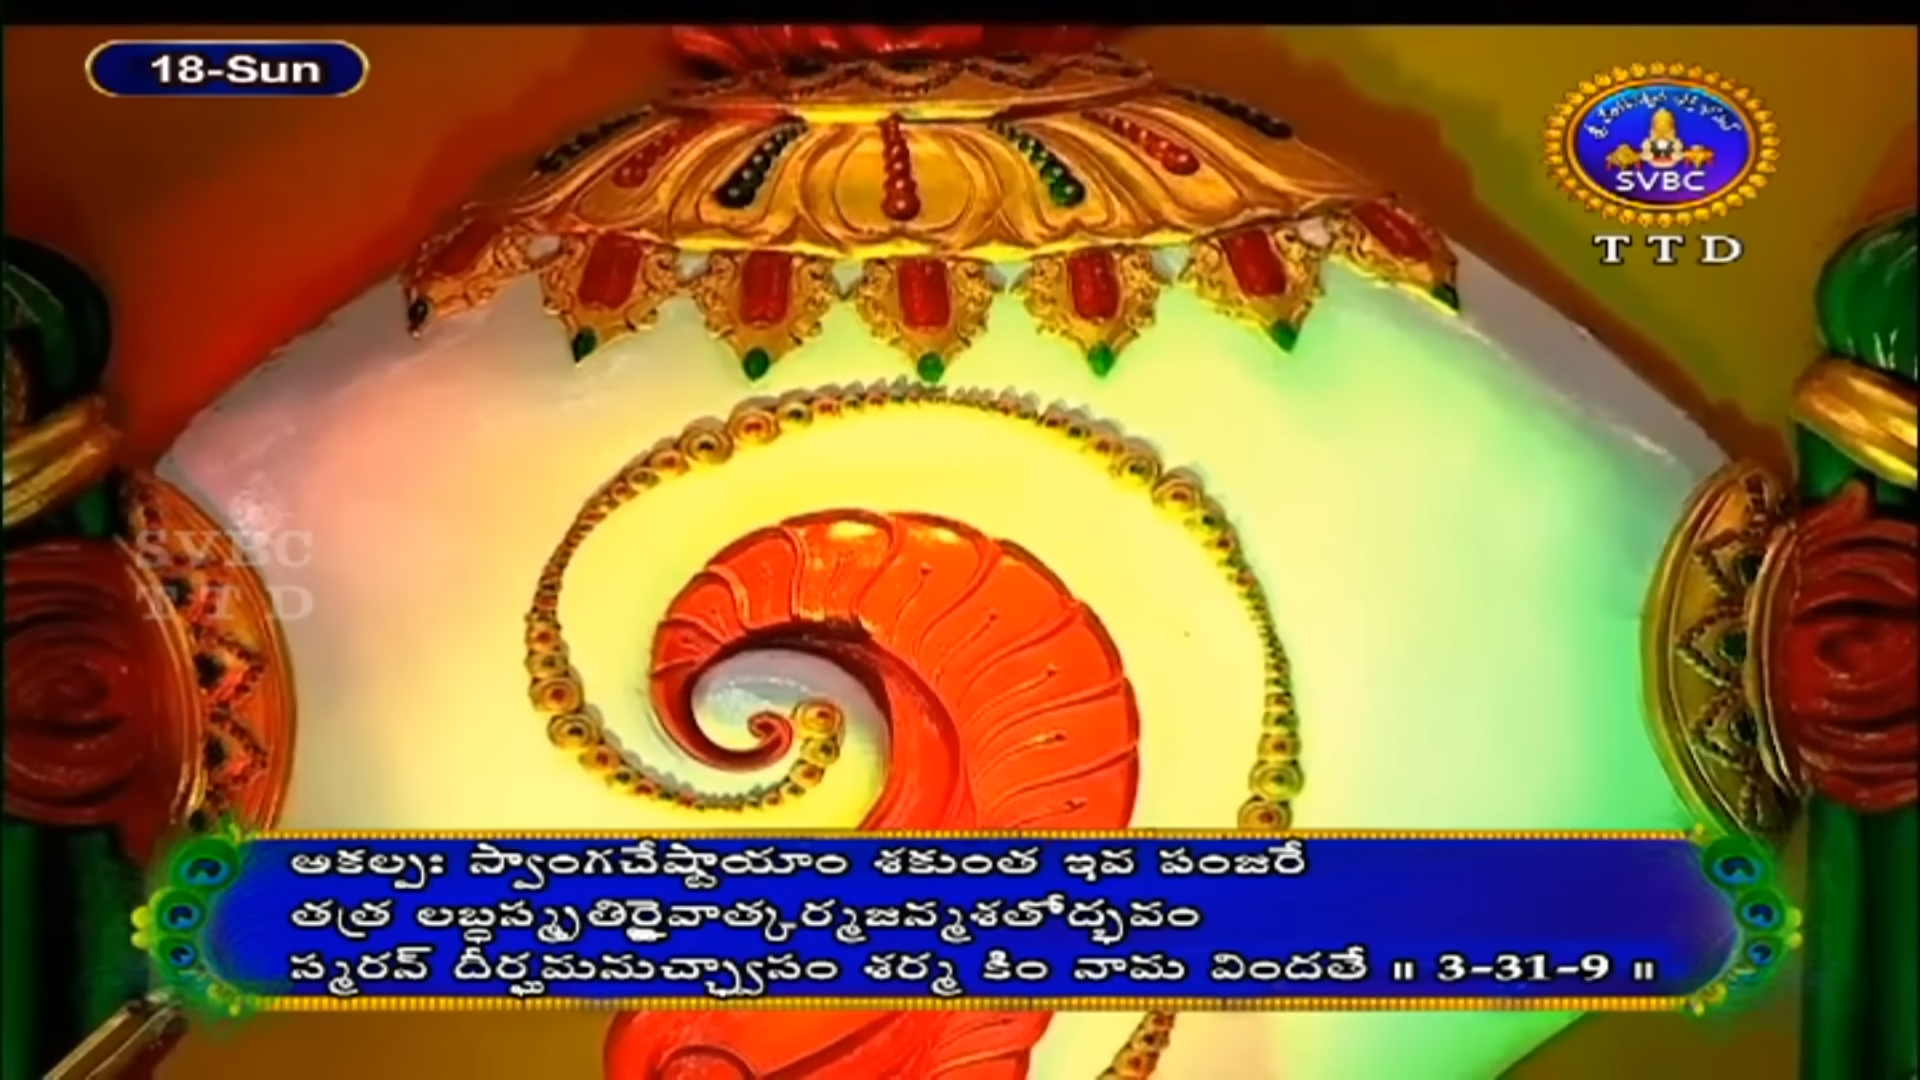 18-Sun
SVBC
T T D
SVBC
T T D
అకల్పః స్వాంగచేష్టాయాం శకుంత ఇవ పంజరే
తత్ర లబ్ధస్మృతిర్దైవాత్కర్మజన్మశతోద్భవం
స్మరన్ దీర్ఘమనుచ్ఛ్వాసం శర్మ కిం నామ విందతే ॥ 3-31-9 ॥